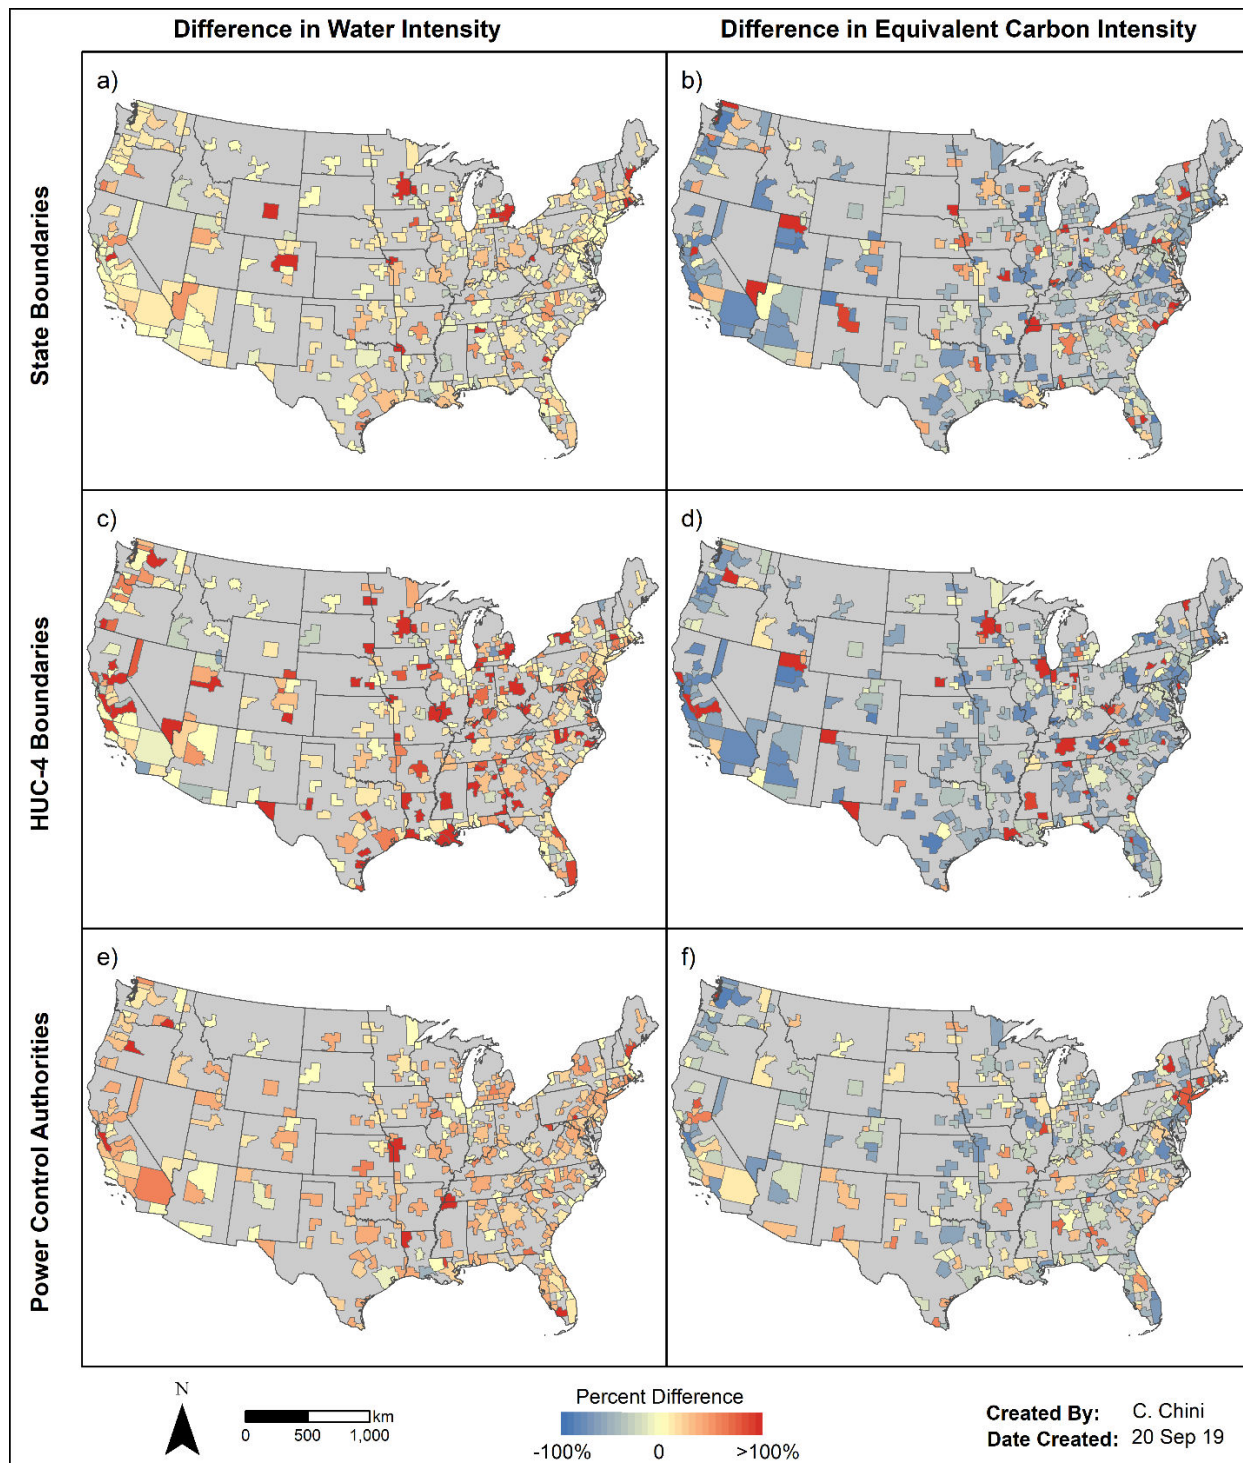 Difference in Water Intensity
Difference in Equivalent Carbon Intensity
State Boundaries
a)
b)
HUC-4 Boundaries
c)
d)
Power Control Authorities
e)
f)
N
km
0 500 1,000
Percent Difference
-100% 0 >100%
Created By: C. Chini
Date Created: 20 Sep 19